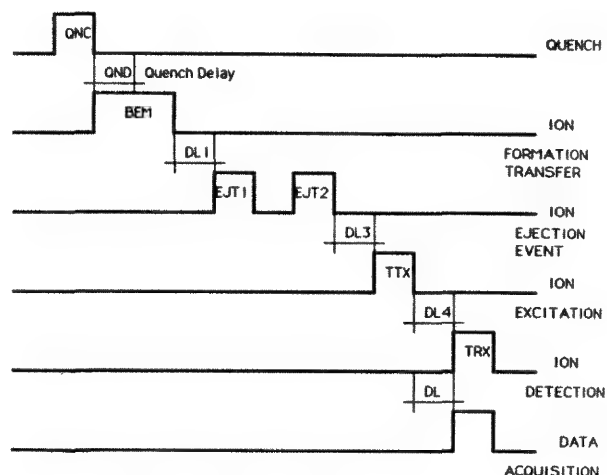 QNC
QUENCH
QND Quench Delay
BEM
ION
DL1
FORMATION
TRANSFER
EJT1 EJT2
ION
DL3
EJECTION
EVENT
TTX
ION
DL4
EXCITATION
TRX
ION
DL
DETECTION
DATA
ACQUISITION